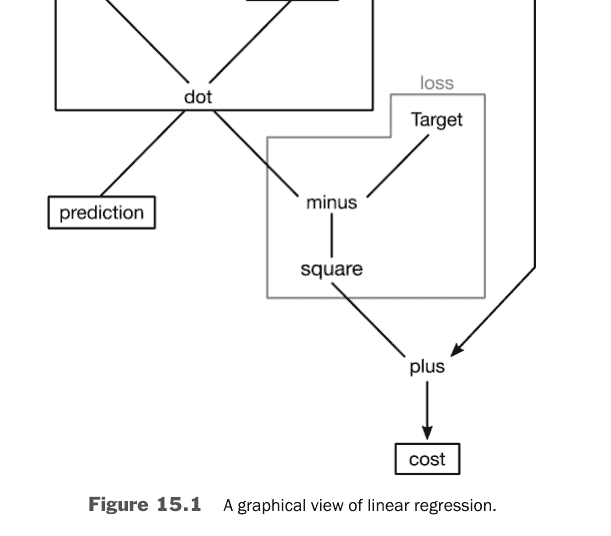 dot
loss
Target
prediction
minus
square
plus
cost
Figure 15.1 A graphical view of linear regression.